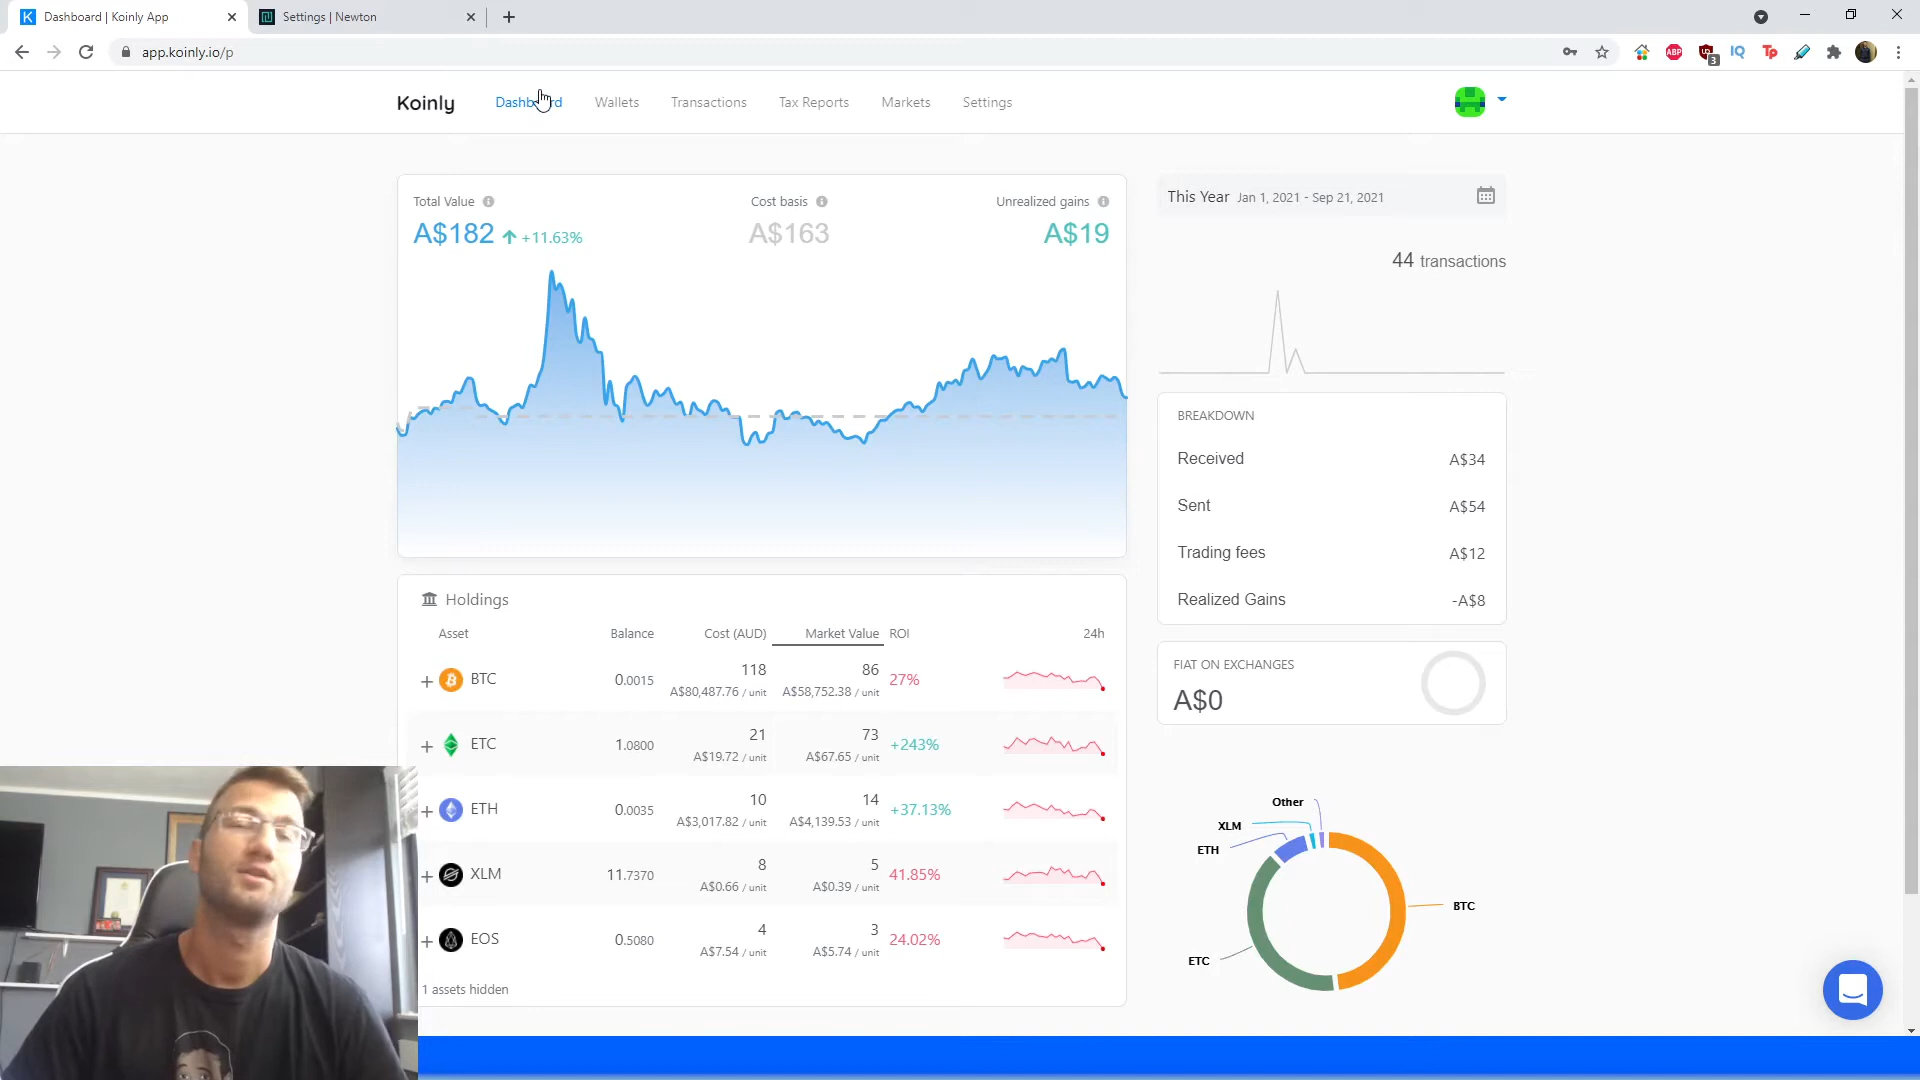 Dashboard | Koinly App
Settings | Newton
app.koinly.io/p
ABP
3
IQ
Tp
Koinly
Dashboard
Wallets
Transactions
Tax Reports
Markets
Settings
Total Value
A$182 +11.63%
Cost basis
A$163
Unrealized gains
A$19
This Year Jan 1, 2021 - Sep 21, 2021
44 transactions
BREAKDOWN
Received A$34
Sent A$54
Trading fees A$12
Realized Gains -A$8
FIAT ON EXCHANGES
A$0
Holdings
Asset Balance Cost (AUD) Market Value ROI 24h
+ BTC 0.0015 118 86 27%
A$80,487.76 / unit A$58,752.38 / unit
+ ETC 1.0800 21 73 +243%
A$19.72 / unit A$67.65 / unit
+ ETH 0.0035 10 14 +37.13%
A$3,017.82 / unit A$4,139.53 / unit
+ XLM 11.7370 8 5 41.85%
A$0.66 / unit A$0.39 / unit
+ EOS 0.5080 4 3 24.02%
A$7.54 / unit A$5.74 / unit
1 assets hidden
Other
XLM
ETH
BTC
ETC